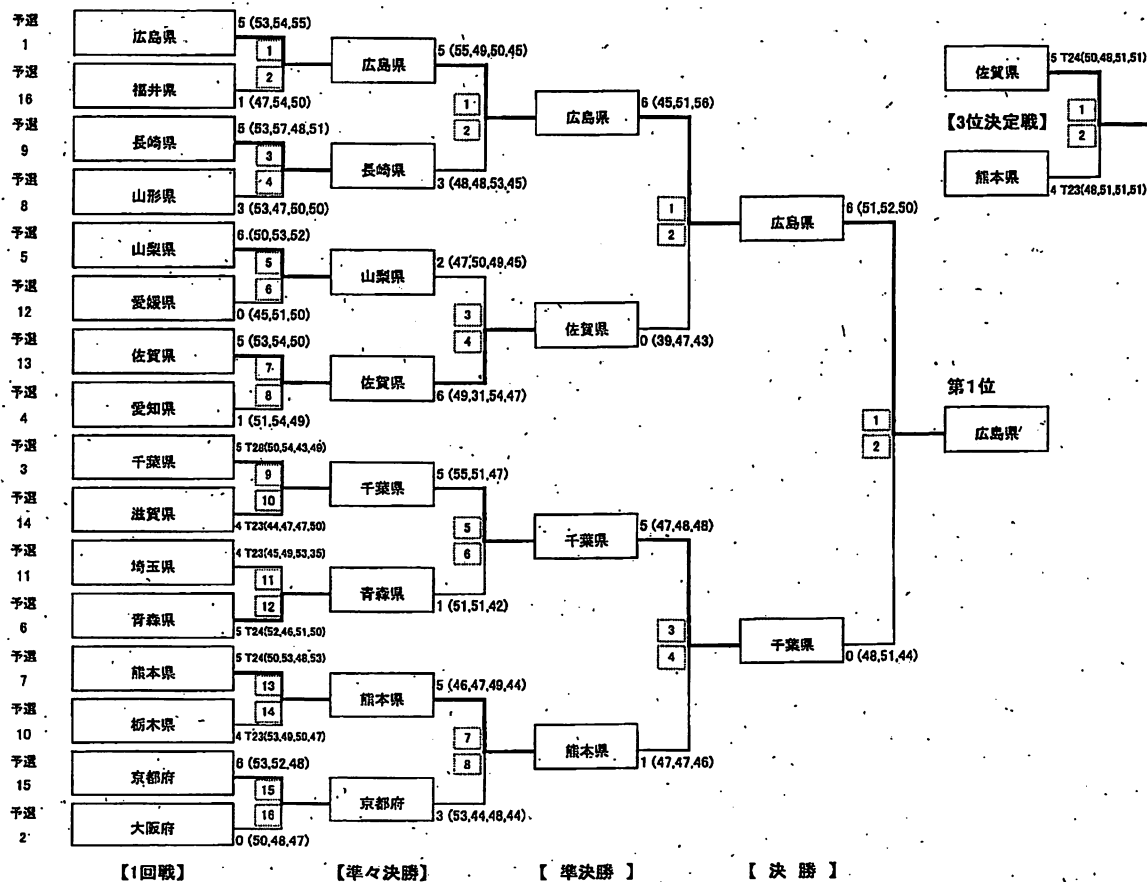 予選
1
広島県
5 (53,54,55)
1
2
予選
16
福井県
1 (47,54,50)
予選
9
長崎県
5 (53,57,48,51)
3
4
予選
8
山形県
3 (53,47,50,50)
予選
5
山梨県
6 (50,53,52)
5
6
予選
12
愛媛県
0 (45,51,50)
予選
13
佐賀県
5 (53,54,50)
7
8
予選
4
愛知県
1 (51,54,49)
予選
3
千葉県
5 T28(50,54,43,49)
9
10
予選
14
滋賀県
4 T23(44,47,47,50)
予選
11
埼玉県
4 T23(45,49,53,35)
11
12
予選
6
青森県
5 T24(52,46,51,50)
予選
7
熊本県
5 T24(50,53,48,53)
13
14
予選
10
栃木県
4 T23(53,49,50,47)
予選
15
京都府
6 (53,52,48)
15
16
予選
2
大阪府
0 (50,48,47)
【1回戦】
広島県
5 (55,49,50,45)
1
2
長崎県
3 (48,48,53,45)
山梨県
2 (47,50,49,45)
3
4
佐賀県
6 (49,31,54,47)
千葉県
5 (55,51,47)
5
6
青森県
1 (51,51,42)
熊本県
5 (46,47,49,44)
7
8
京都府
3 (53,44,48,44)
【準々決勝】
広島県
6 (45,51,56)
1
2
佐賀県
0 (39,47,43)
千葉県
5 (47,48,48)
3
4
熊本県
1 (47,47,46)
【 準決勝 】
広島県
6 (51,52,50)
1
2
千葉県
0 (48,51,44)
【 決 勝 】
第1位
広島県
佐賀県
5 T24(50,48,51,51)
【3位決定戦】
1
2
熊本県
4 T23(48,51,51,51)